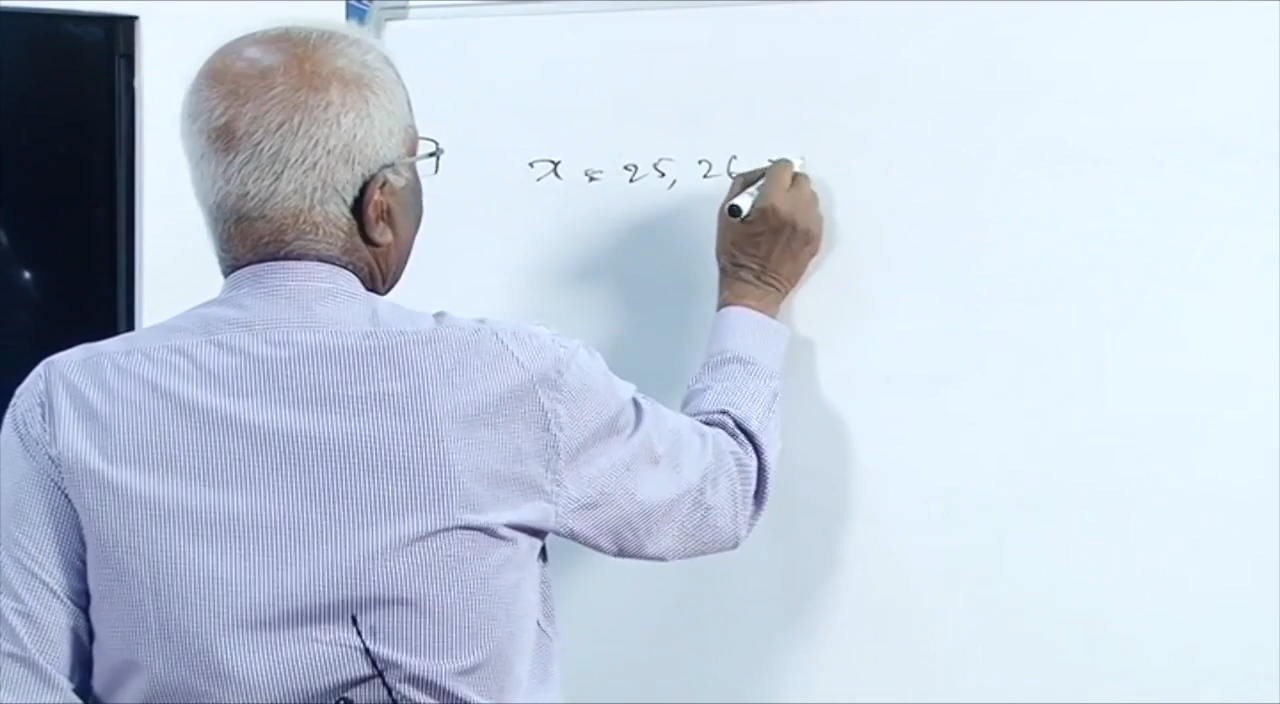 x = 25, 26